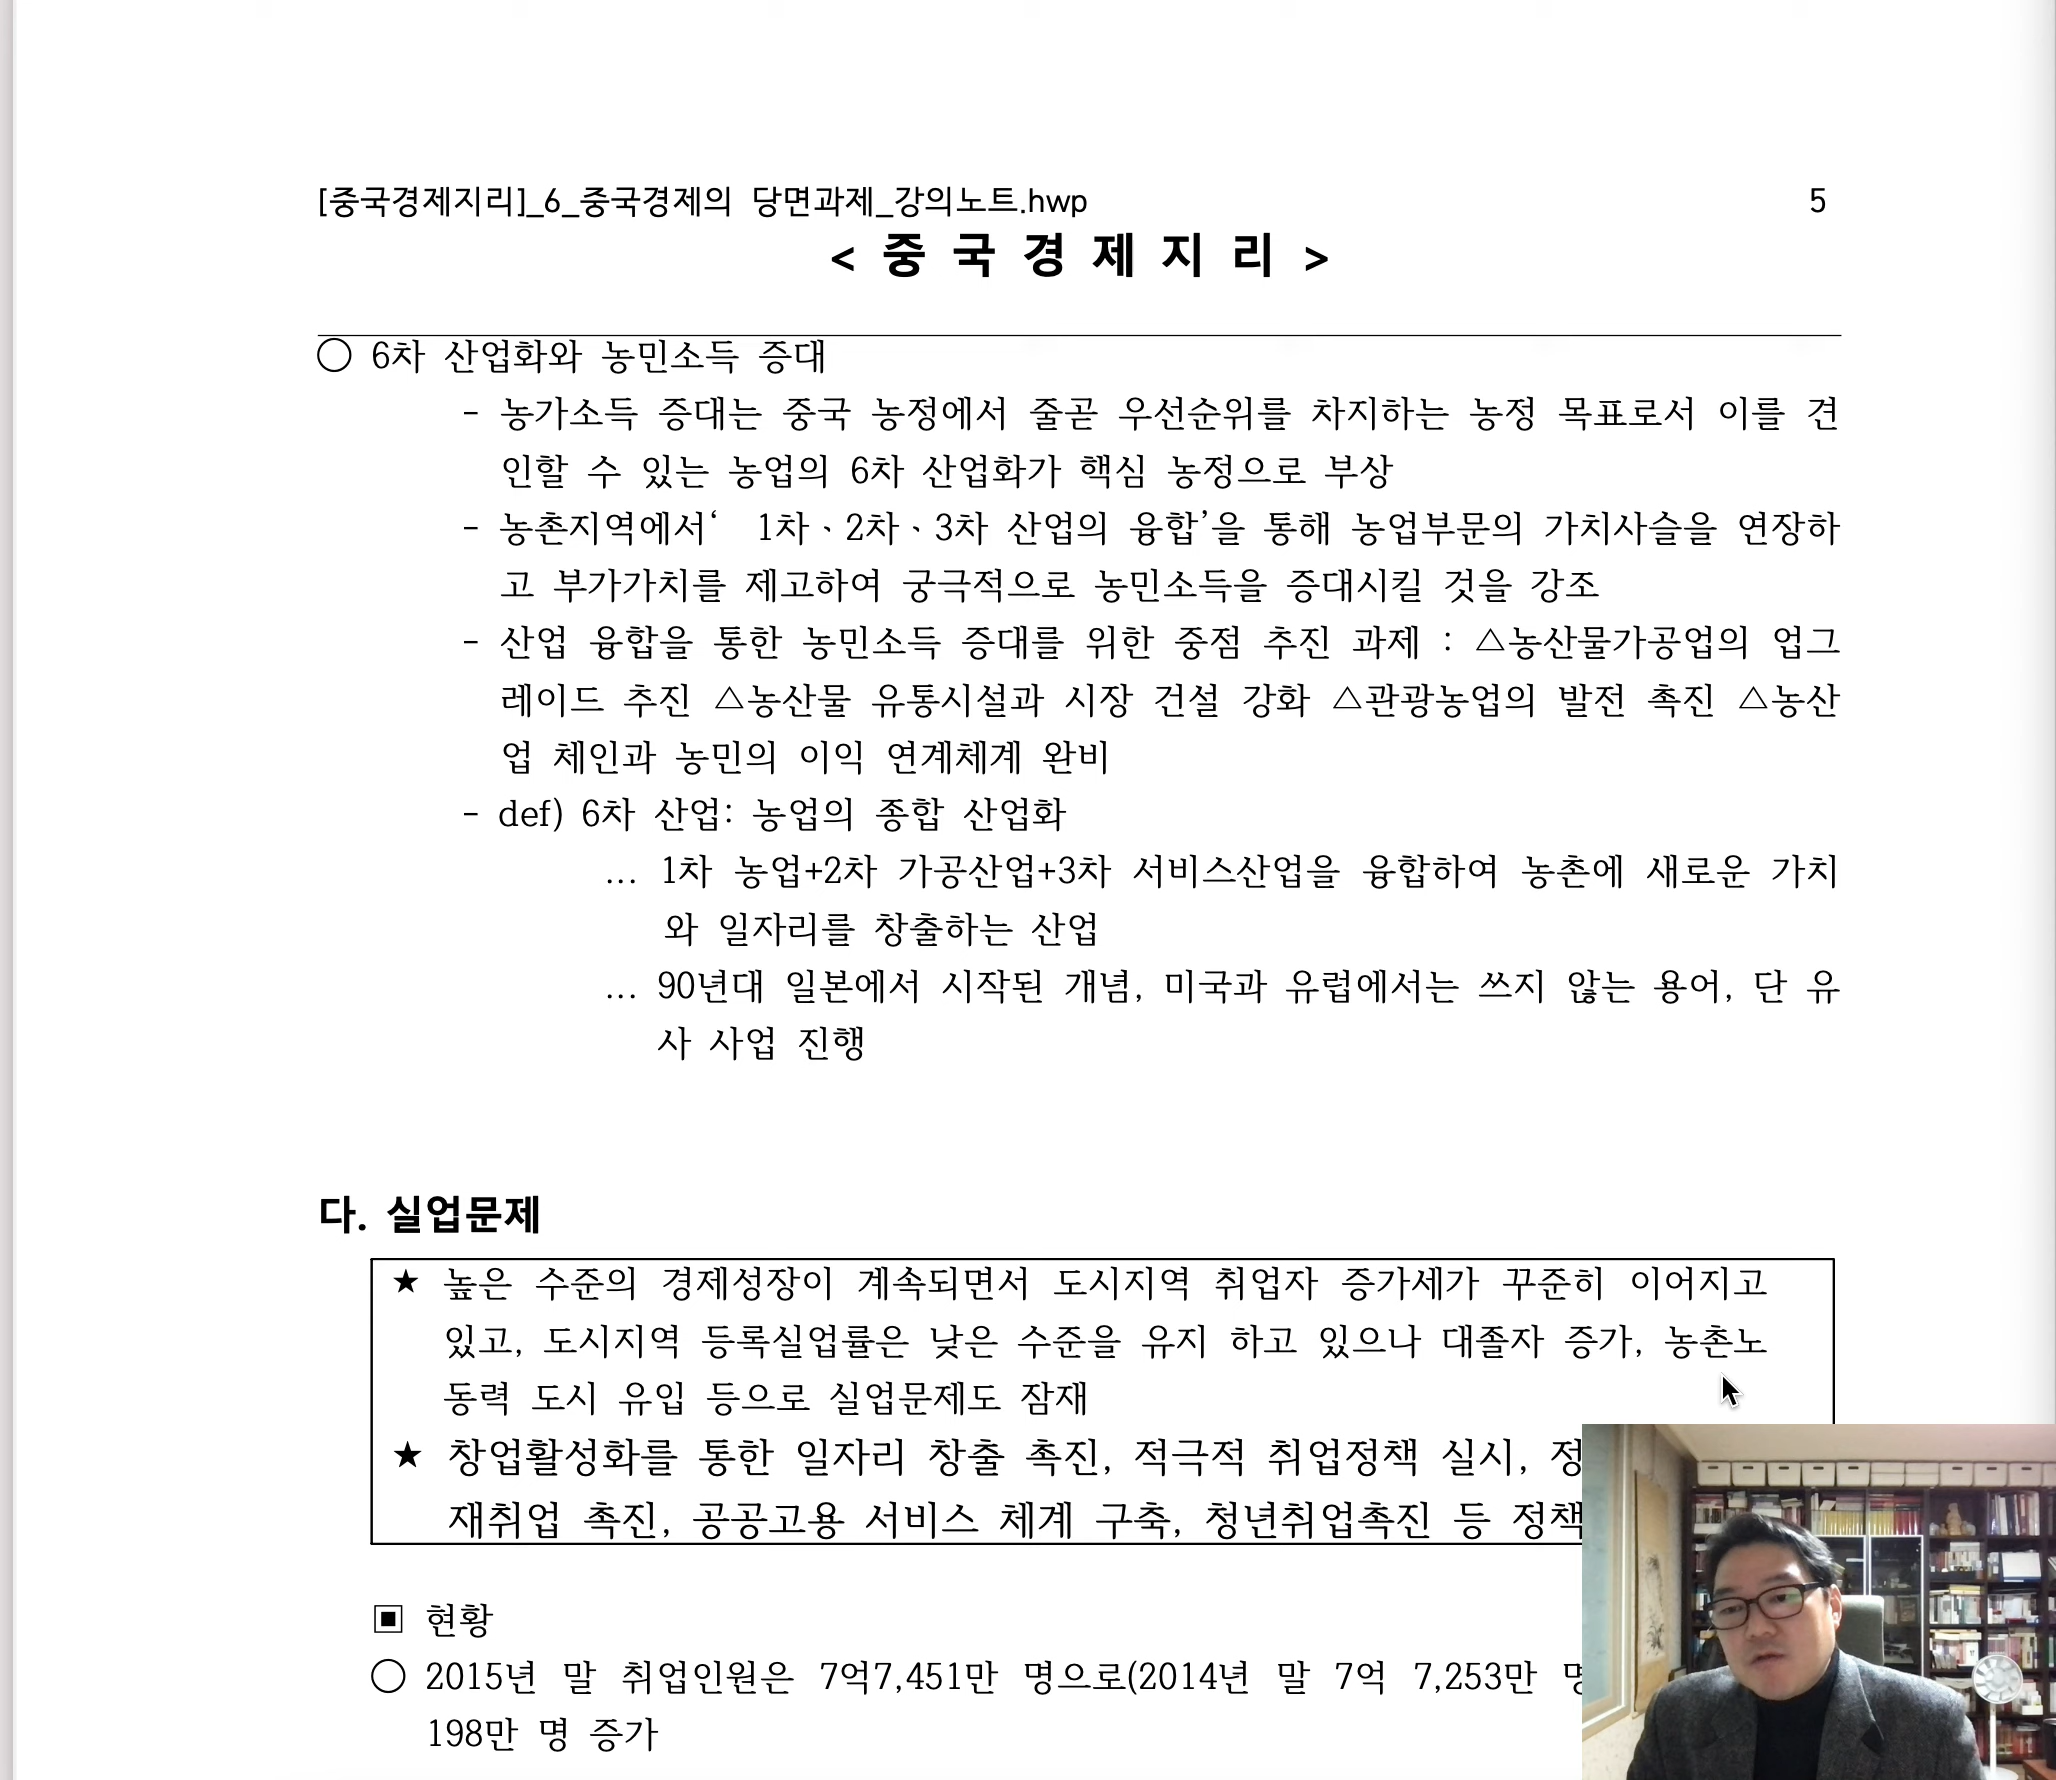 [중국경제지리]_6_중국경제의 당면과제_강의노트.hwp 5
< 중 국 경 제 지 리 >
○ 6차 산업화와 농민소득 증대
- 농가소득 증대는 중국 농정에서 줄곧 우선순위를 차지하는 농정 목표로서 이를 견
인할 수 있는 농업의 6차 산업화가 핵심 농정으로 부상
- 농촌지역에서‘ 1차ㆍ2차ㆍ3차 산업의 융합’을 통해 농업부문의 가치사슬을 연장하
고 부가가치를 제고하여 궁극적으로 농민소득을 증대시킬 것을 강조
- 산업 융합을 통한 농민소득 증대를 위한 중점 추진 과제 : △농산물가공업의 업그
레이드 추진 △농산물 유통시설과 시장 건설 강화 △관광농업의 발전 촉진 △농산
업 체인과 농민의 이익 연계체계 완비
- def) 6차 산업: 농업의 종합 산업화
… 1차 농업+2차 가공산업+3차 서비스산업을 융합하여 농촌에 새로운 가치
와 일자리를 창출하는 산업
… 90년대 일본에서 시작된 개념, 미국과 유럽에서는 쓰지 않는 용어, 단 유
사 사업 진행
다. 실업문제
★ 높은 수준의 경제성장이 계속되면서 도시지역 취업자 증가세가 꾸준히 이어지고
있고, 도시지역 등록실업률은 낮은 수준을 유지 하고 있으나 대졸자 증가, 농촌노
동력 도시 유입 등으로 실업문제도 잠재
★ 창업활성화를 통한 일자리 창출 촉진, 적극적 취업정책 실시, 정
재취업 촉진, 공공고용 서비스 체계 구축, 청년취업촉진 등 정책
▣ 현황
○ 2015년 말 취업인원은 7억7,451만 명으로(2014년 말 7억 7,253만
198만 명 증가